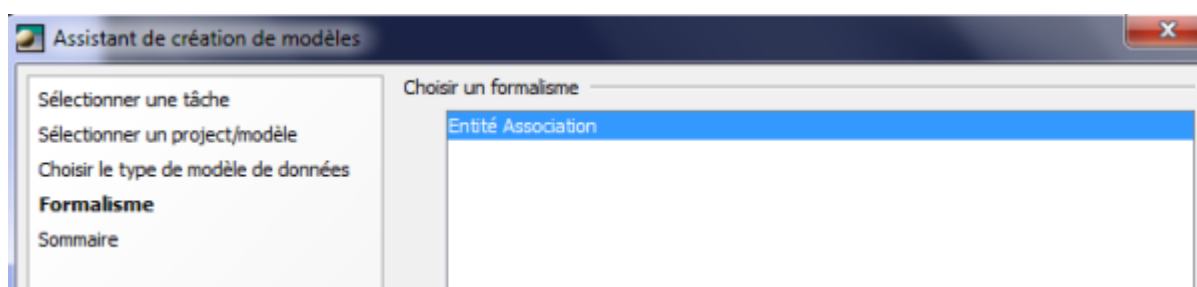 Assistant de création de modèles
Sélectionner une tâche
Sélectionner un project/modèle
Choisir le type de modèle de données
Formalisme
Sommaire
Choisir un formalisme
Entité Association